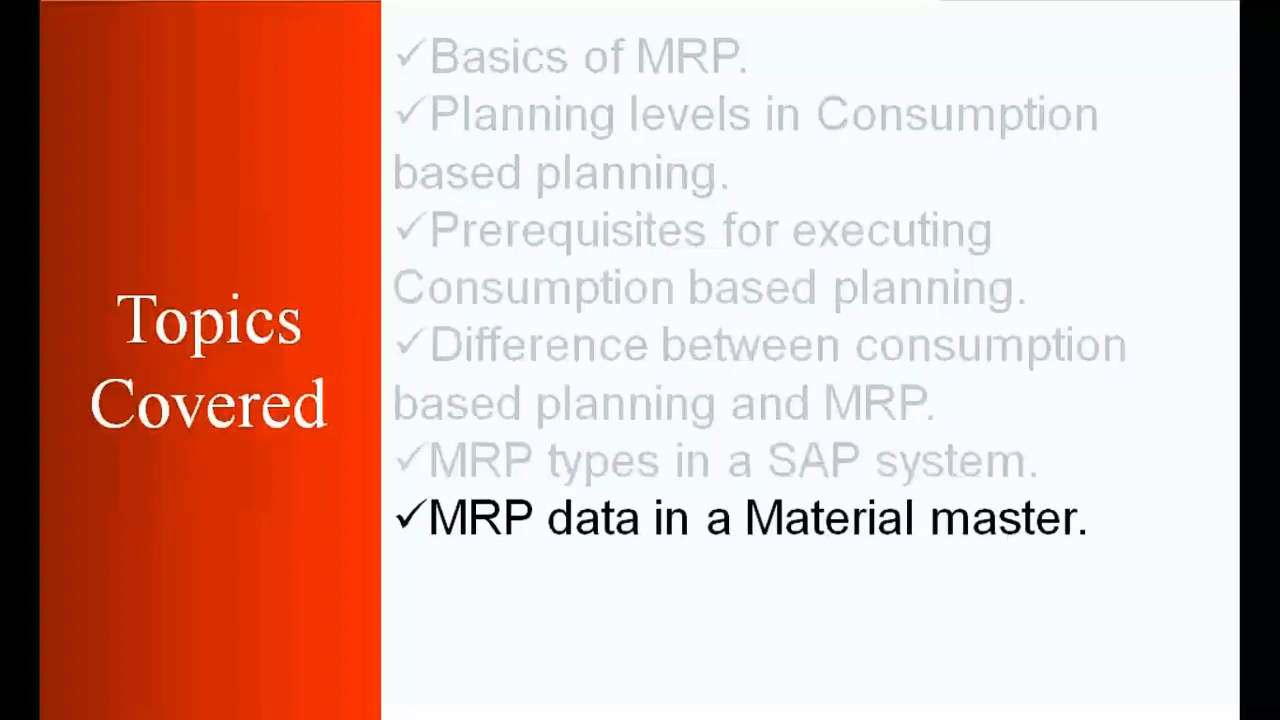 Topics
Covered
✓Basics of MRP.
✓Planning levels in Consumption
based planning.
✓Prerequisites for executing
Consumption based planning.
✓Difference between consumption
based planning and MRP.
✓MRP types in a SAP system.
✓MRP data in a Material master.